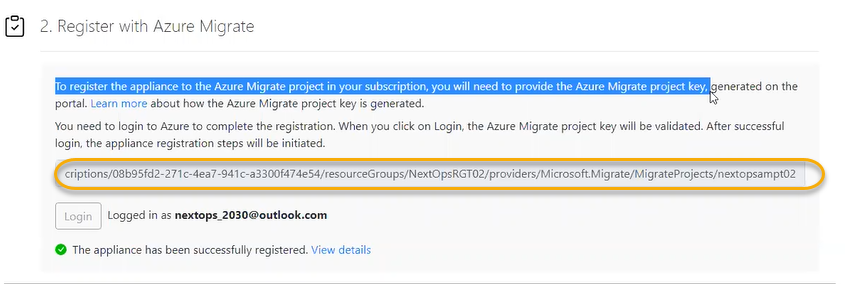 2. Register with Azure Migrate
To register the appliance to the Azure Migrate project in your subscription, you will need to provide the Azure Migrate project key, generated on the
portal. Learn more about how the Azure Migrate project key is generated.
You need to login to Azure to complete the registration. When you click on Login, the Azure Migrate project key will be validated. After successful
login, the appliance registration steps will be initiated.
criptions/08b95fd2-271c-4ea7-941c-a3300f474e54/resourceGroups/NextOpsRGT02/providers/Microsoft.Migrate/MigrateProjects/nextopsampt02
Login Logged in as nextops_2030@outlook.com
The appliance has been successfully registered. View details